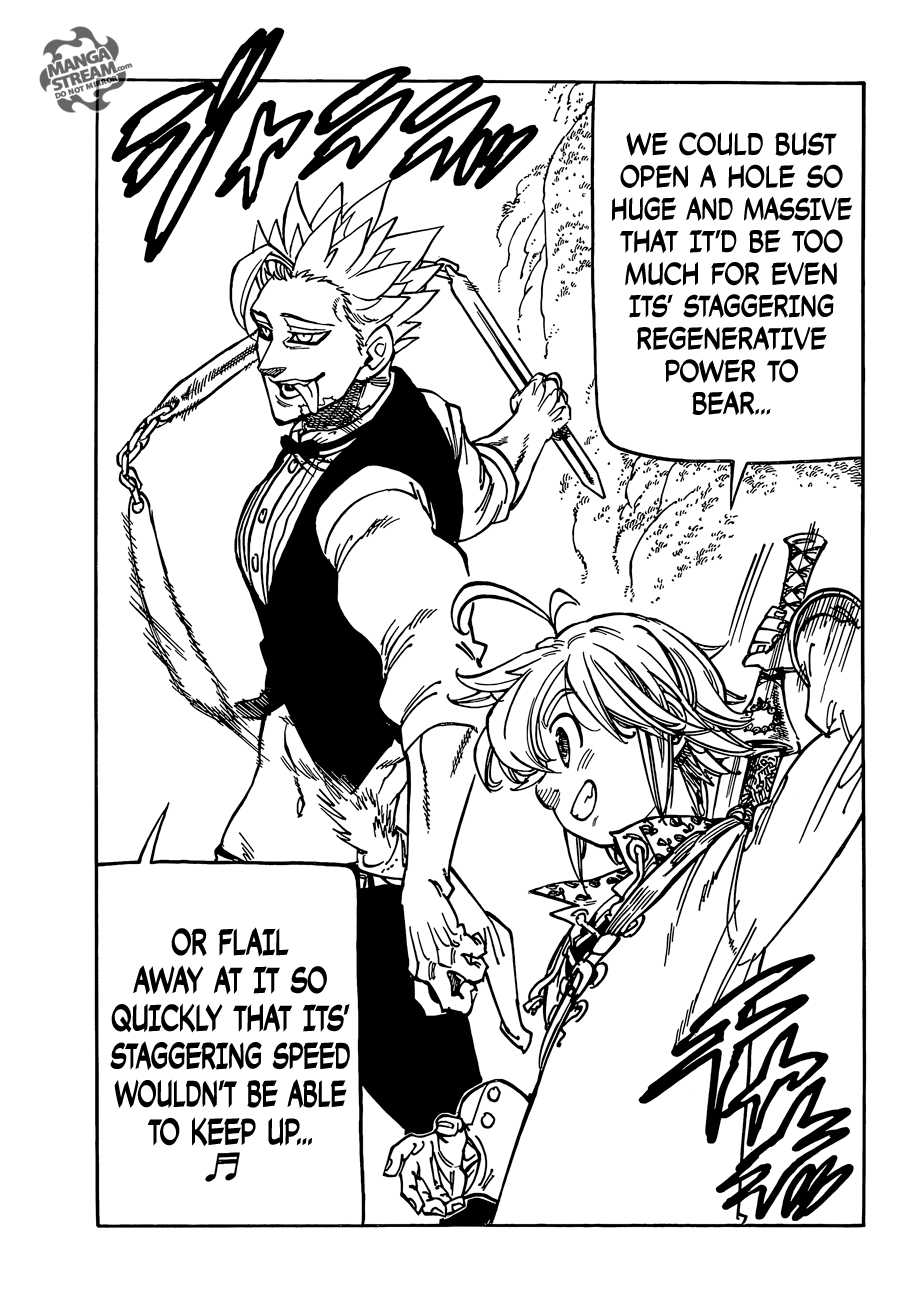 MANGA
STREAM.com
DO NOT MIRROR
WE COULD BUST
OPEN A HOLE SO
HUGE AND MASSIVE
THAT IT'D BE TOO
MUCH FOR EVEN
ITS' STAGGERING
REGENERATIVE
POWER TO
BEAR...
OR FLAIL
AWAY AT IT SO
QUICKLY THAT ITS'
STAGGERING SPEED
WOULDN'T BE ABLE
TO KEEP UP...
♬